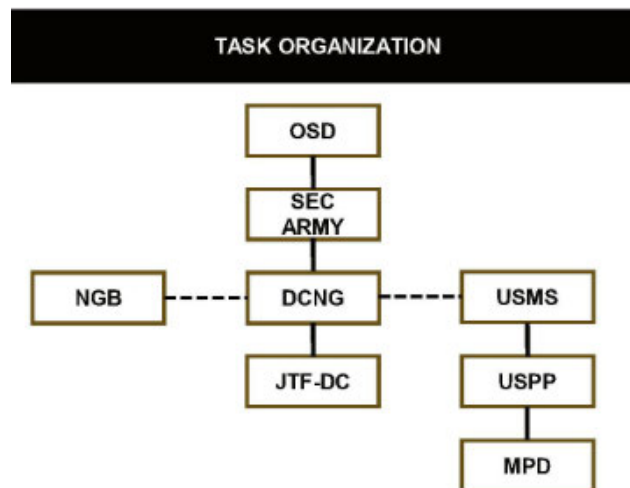 TASK ORGANIZATION
OSD
SEC
ARMY
NGB
DCNG
USMS
JTF-DC
USPP
MPD